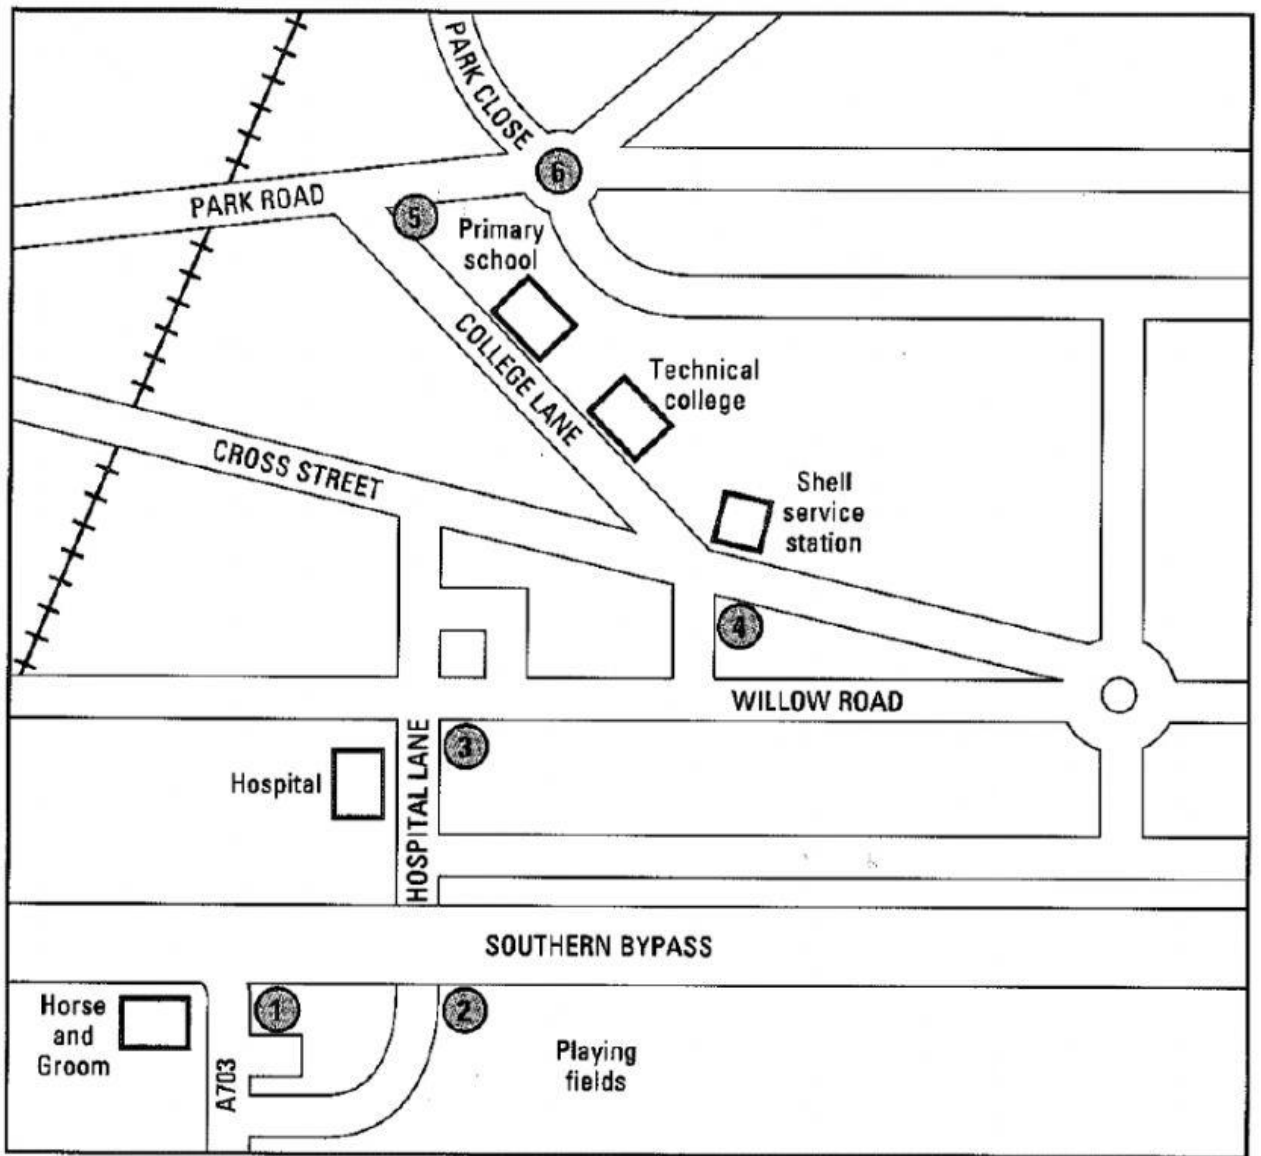 PARK CLOSE
6
PARK ROAD
5
Primary
school
COLLEGE LANE
Technical
college
CROSS STREET
Shell
service
station
4
WILLOW ROAD
3
Hospital
HOSPITAL LANE
SOUTHERN BYPASS
Horse
and
Groom
1
2
A703
Playing
fields